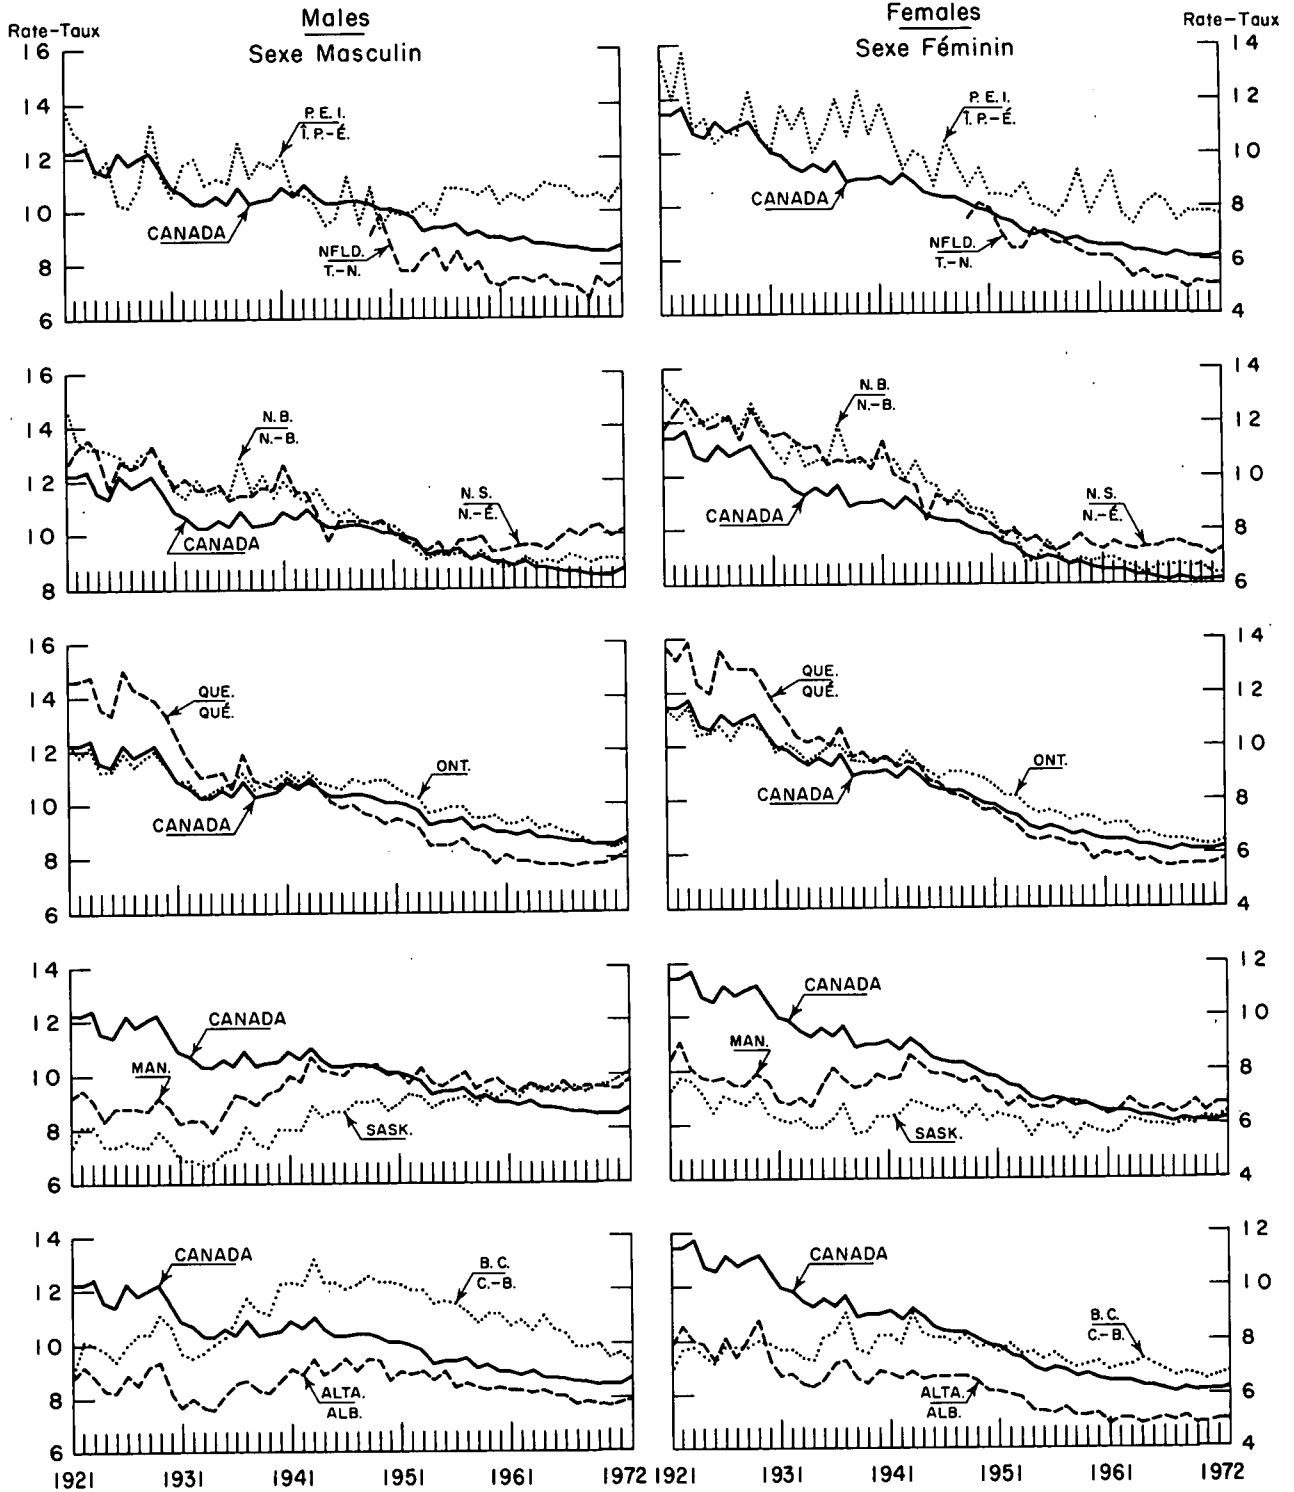 Males
Sexe Masculin
Females
Sexe Féminin
Rate-Taux
Rate-Taux
16
14
12
10
8
6
P.E.I.
Î.P.-É.
CANADA
NFLD.
T.-N.
14
12
10
8
6
4
P.E.I.
Î.P.-É.
CANADA
NFLD.
T.-N.
16
14
12
10
8
N.B.
N.-B.
N.S.
N.-É.
CANADA
14
12
10
8
6
N.B.
N.-B.
N.S.
N.-É.
CANADA
16
14
12
10
8
6
QUE.
QUÉ.
ONT.
CANADA
14
12
10
8
6
4
QUE.
QUÉ.
ONT.
CANADA
14
12
10
8
6
CANADA
MAN.
SASK.
12
10
8
6
4
CANADA
MAN.
SASK.
14
12
10
8
6
CANADA
B.C.
C.-B.
ALTA.
ALB.
12
10
8
6
4
CANADA
B.C.
C.-B.
ALTA.
ALB.
1921 1931 1941 1951 1961 1972
1921 1931 1941 1951 1961 1972